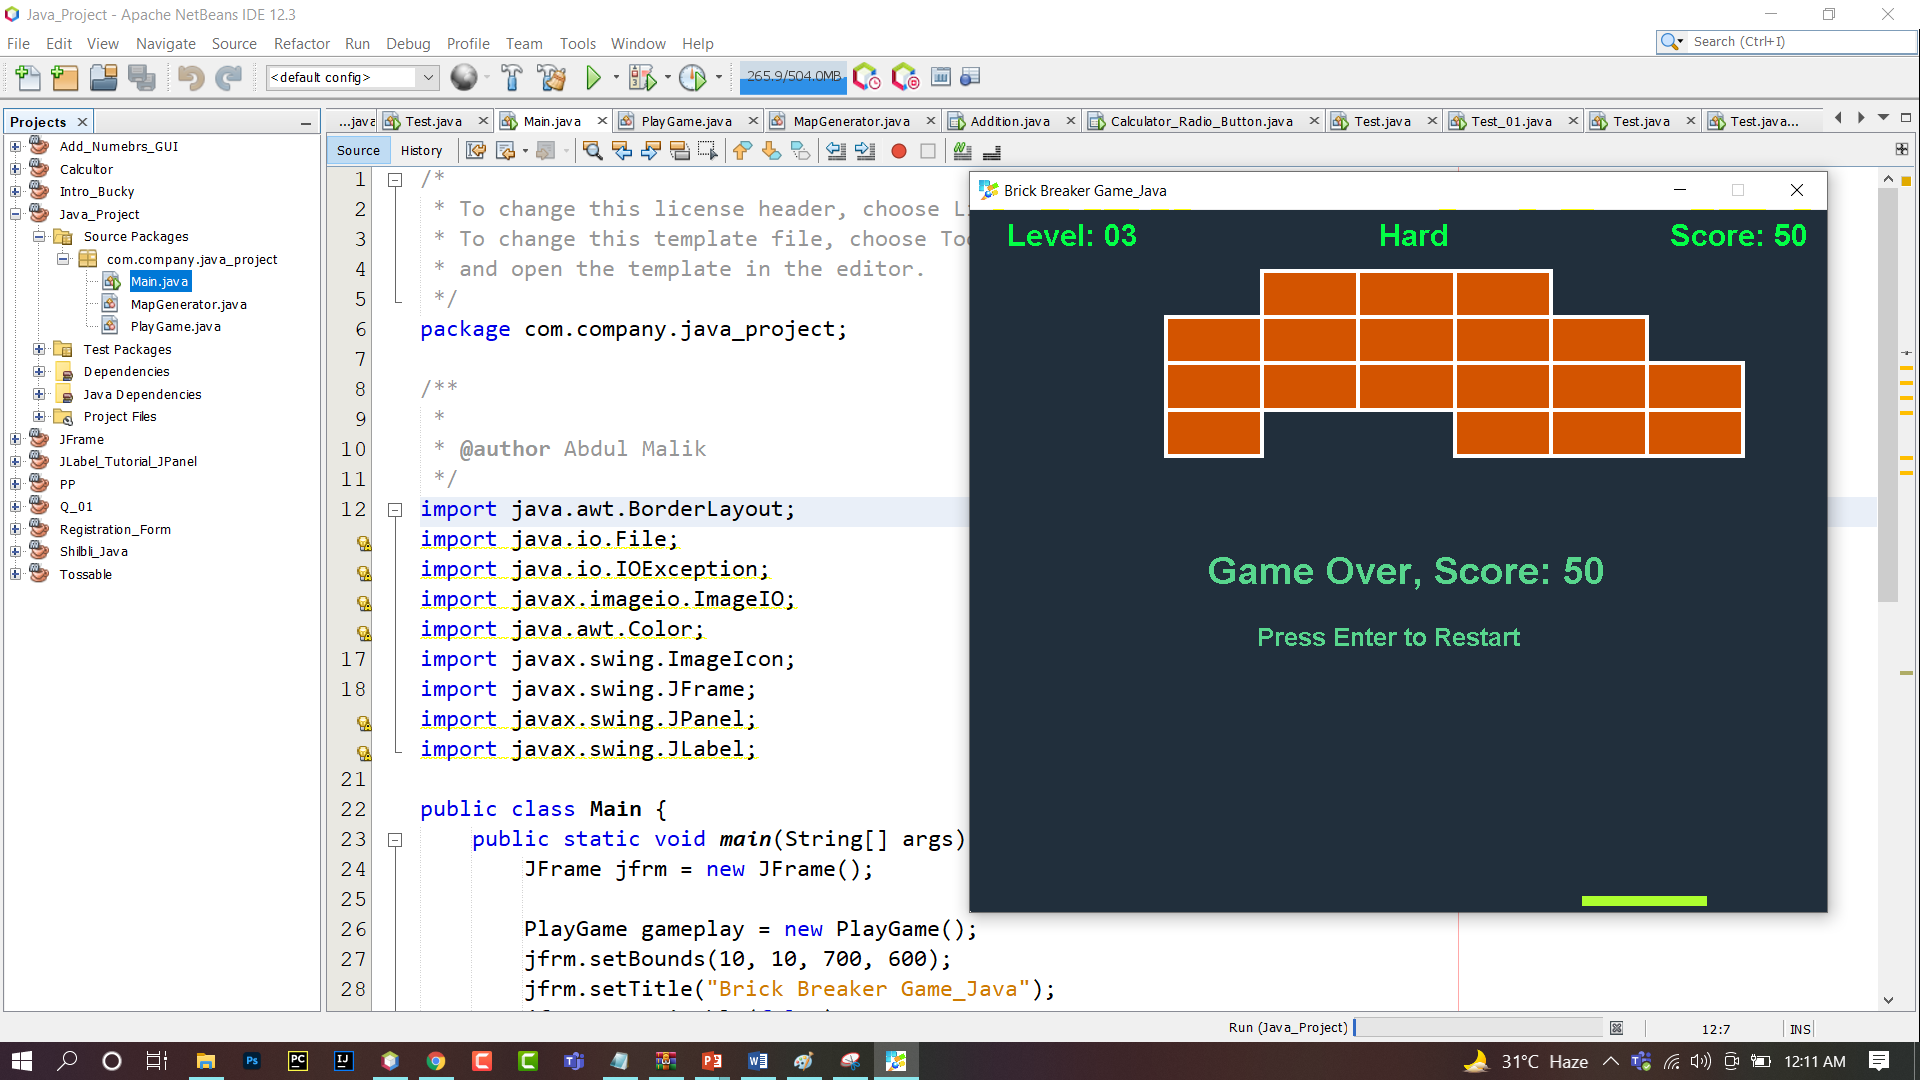 Java_Project - Apache NetBeans IDE 12.3
File Edit View Navigate Source Refactor Run Debug Profile Team Tools Window Help
Search (Ctrl+I)
<default config>
265.9/504.0MB
Projects
...java Test.java Main.java PlayGame.java MapGenerator.java Addition.java Calculator_Radio_Button.java Test.java Test_01.java Test.java Test.java...
Source History
Add_Numebrs_GUI
Calcultor
Intro_Bucky
Java_Project
Source Packages
com.company.java_project
Main.java
MapGenerator.java
PlayGame.java
Test Packages
Dependencies
Java Dependencies
Project Files
JFrame
JLabel_Tutorial_JPanel
PP
Q_01
Registration_Form
Shilbli_Java
Tossable
1 /*
2 * To change this license header, choose Li
3 * To change this template file, choose Too
4 * and open the template in the editor.
5 */
6 package com.company.java_project;
7
8 /**
9 *
10 * @author Abdul Malik
11 */
12 import java.awt.BorderLayout;
import java.io.File;
import java.io.IOException;
import javax.imageio.ImageIO;
import java.awt.Color;
17 import javax.swing.ImageIcon;
18 import javax.swing.JFrame;
import javax.swing.JPanel;
import javax.swing.JLabel;
21
22 public class Main {
23 public static void main(String[] args)
24 JFrame jfrm = new JFrame();
25
26 PlayGame gameplay = new PlayGame();
27 jfrm.setBounds(10, 10, 700, 600);
28 jfrm.setTitle("Brick Breaker Game_Java");
Brick Breaker Game_Java
Level: 03 Hard Score: 50
Game Over, Score: 50
Press Enter to Restart
Run (Java_Project) 12:7 INS
Ps PC IJ
31°C Haze 12:11 AM